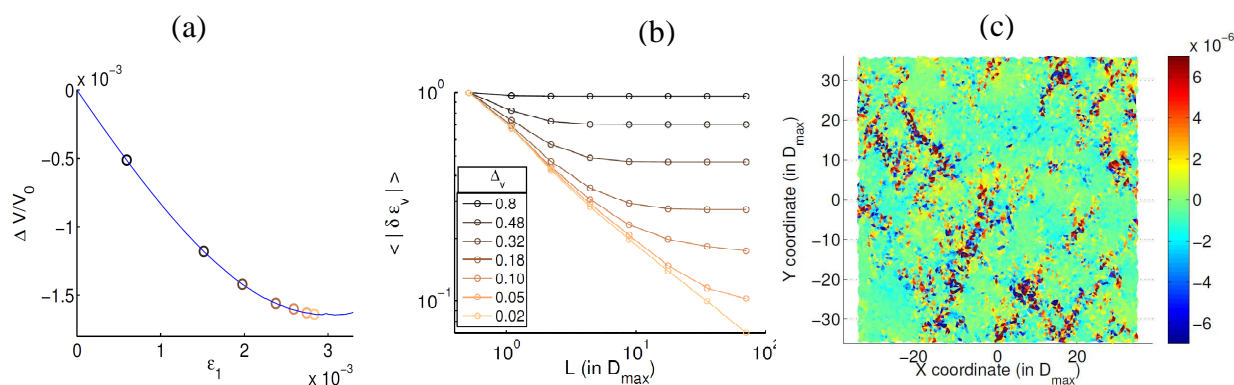 (a)
x 10⁻³
0
−0.5
−1
−1.5
Δ V/V₀
0
1
2
3
ε₁
x 10⁻³
(b)
10⁰
10⁻¹
< | δ ε_v | >
Δ_v
0.8
0.48
0.32
0.18
0.10
0.05
0.02
10⁰
10¹
10²
L (in D_max)
(c)
30
20
10
0
−10
−20
−30
Y coordinate (in D_max)
−20
0
20
X coordinate (in D_max)
x 10⁻⁶
6
4
2
0
−2
−4
−6